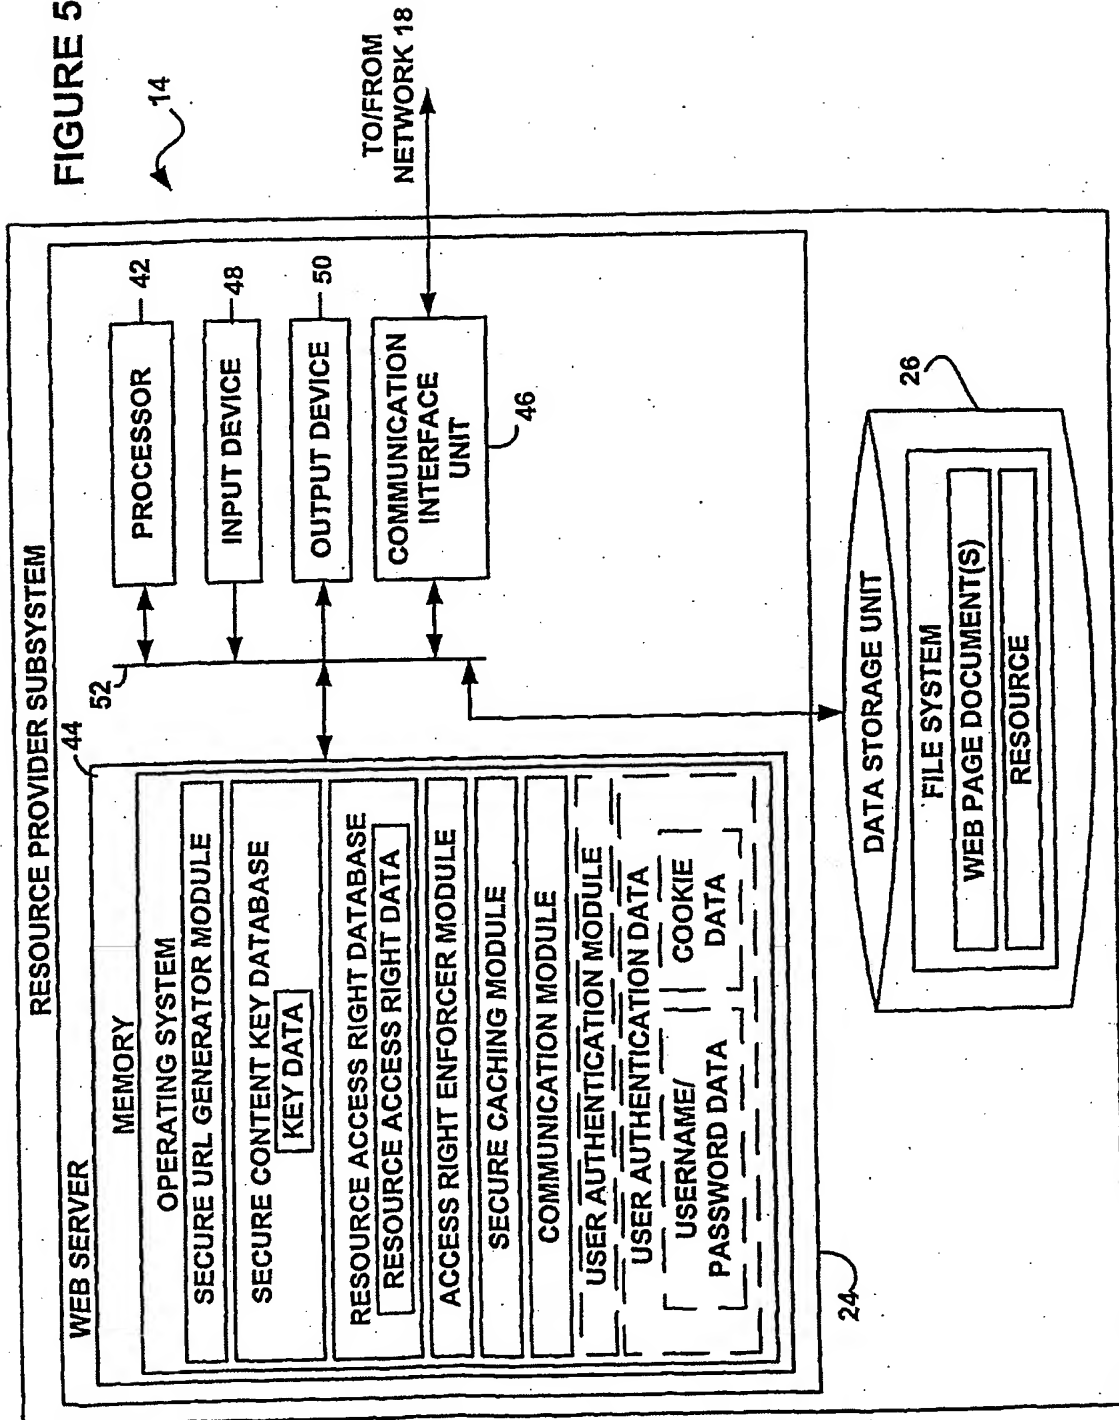 FIGURE 5
14
RESOURCE PROVIDER SUBSYSTEM
WEB SERVER
44
MEMORY
OPERATING SYSTEM
SECURE URL GENERATOR MODULE
SECURE CONTENT KEY DATABASE
KEY DATA
RESOURCE ACCESS RIGHT DATABASE
RESOURCE ACCESS RIGHT DATA
ACCESS RIGHT ENFORCER MODULE
SECURE CACHING MODULE
COMMUNICATION MODULE
USER AUTHENTICATION MODULE
USER AUTHENTICATION DATA
USERNAME/
PASSWORD DATA
COOKIE
DATA
24
52
PROCESSOR
42
INPUT DEVICE
48
OUTPUT DEVICE
50
COMMUNICATION
INTERFACE
UNIT
46
TO/FROM
NETWORK 18
DATA STORAGE UNIT
26
FILE SYSTEM
WEB PAGE DOCUMENT(S)
RESOURCE